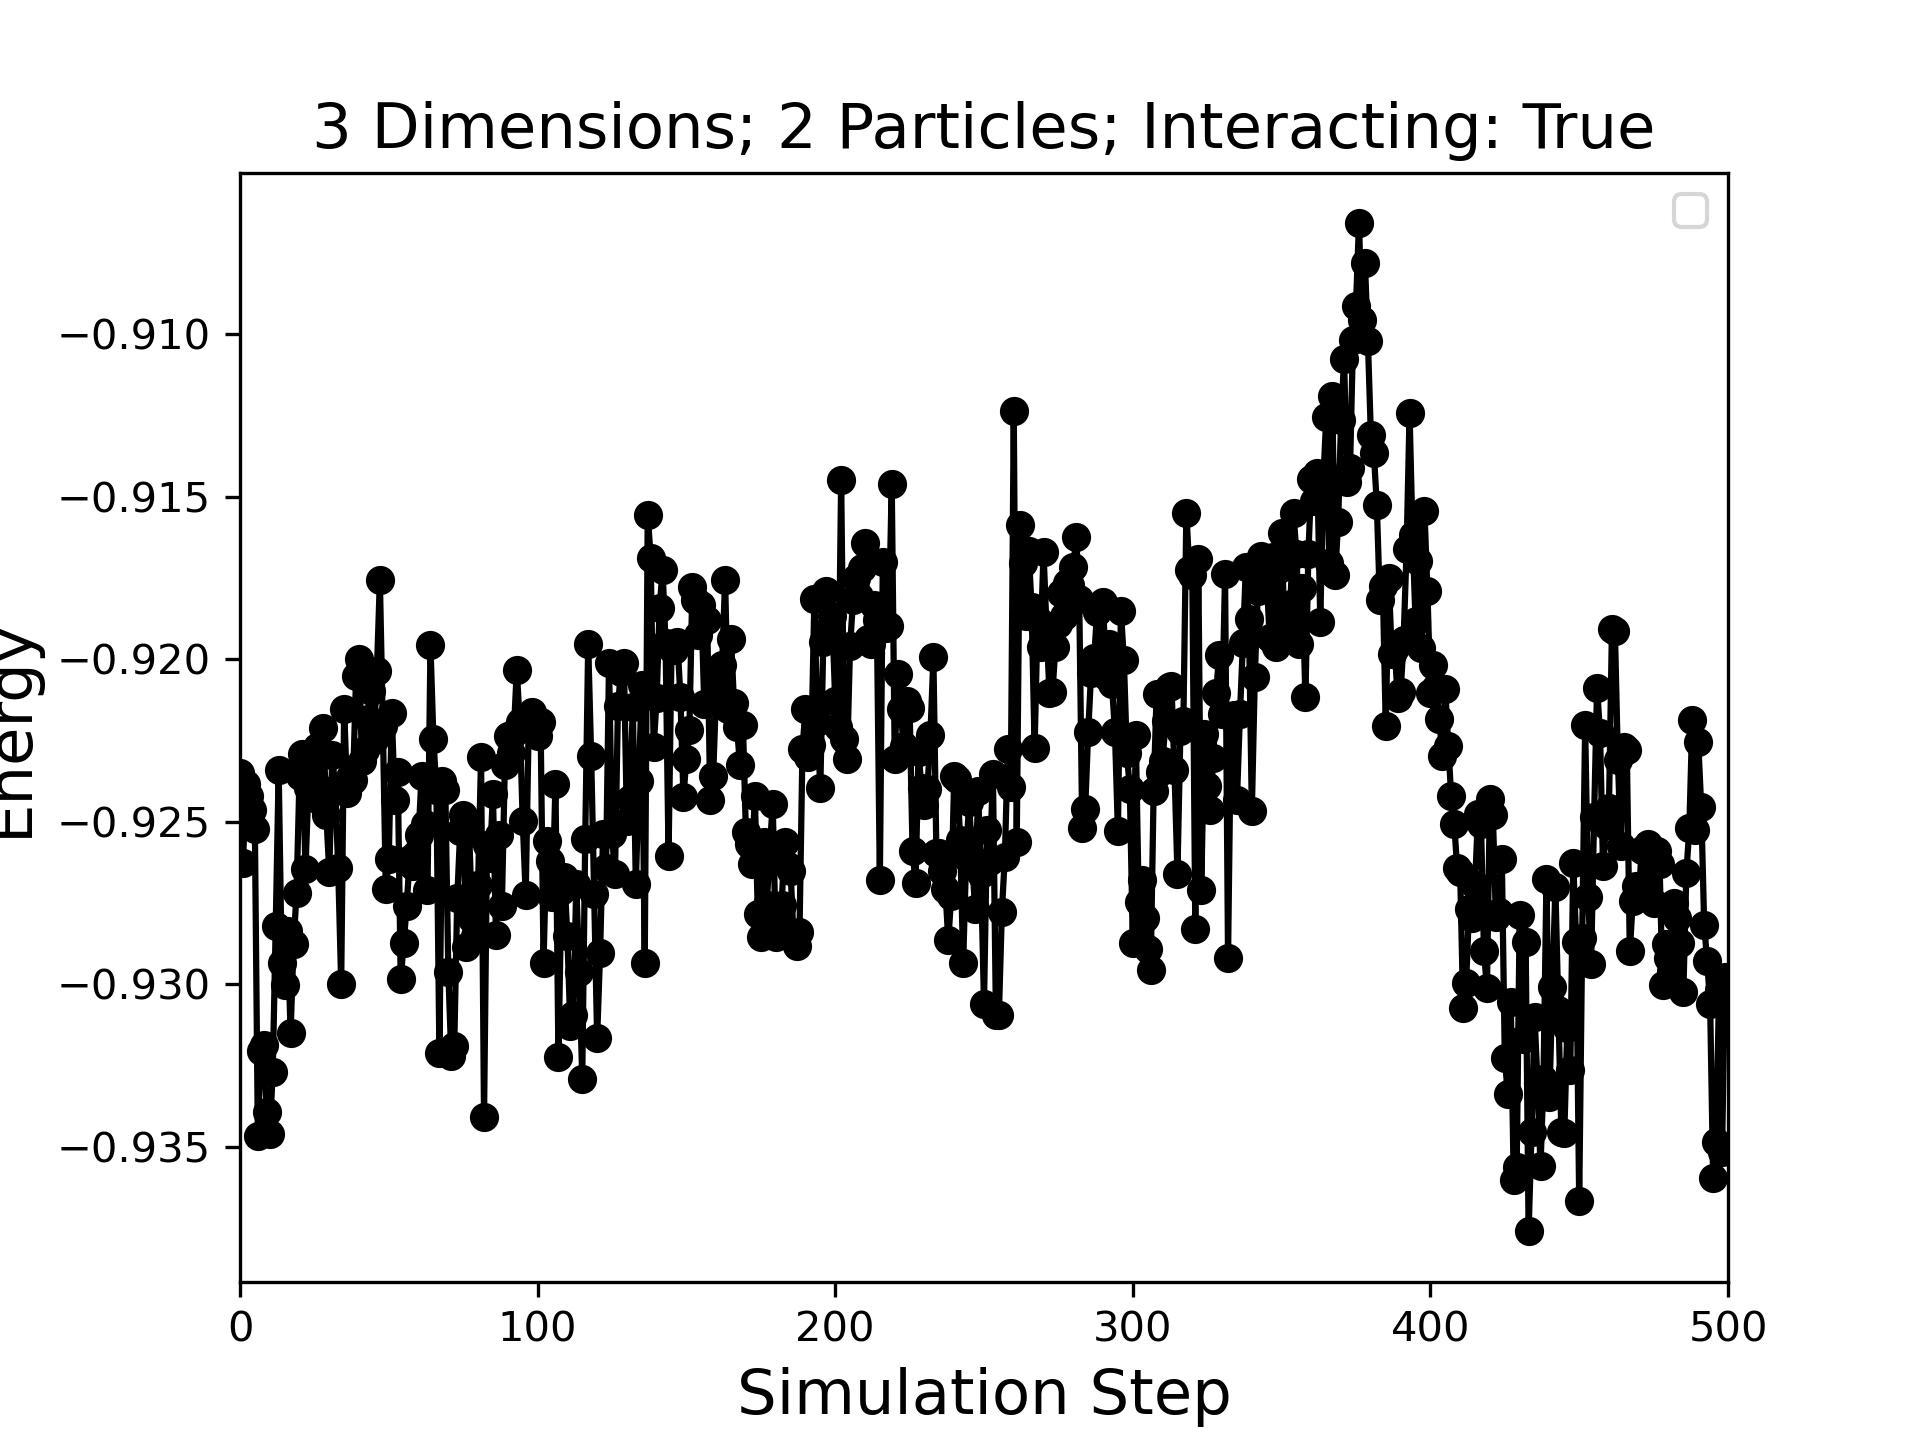 3 Dimensions; 2 Particles; Interacting: True
Energy
−0.910
−0.915
−0.920
−0.925
−0.930
−0.935
0 100 200 300 400 500
Simulation Step